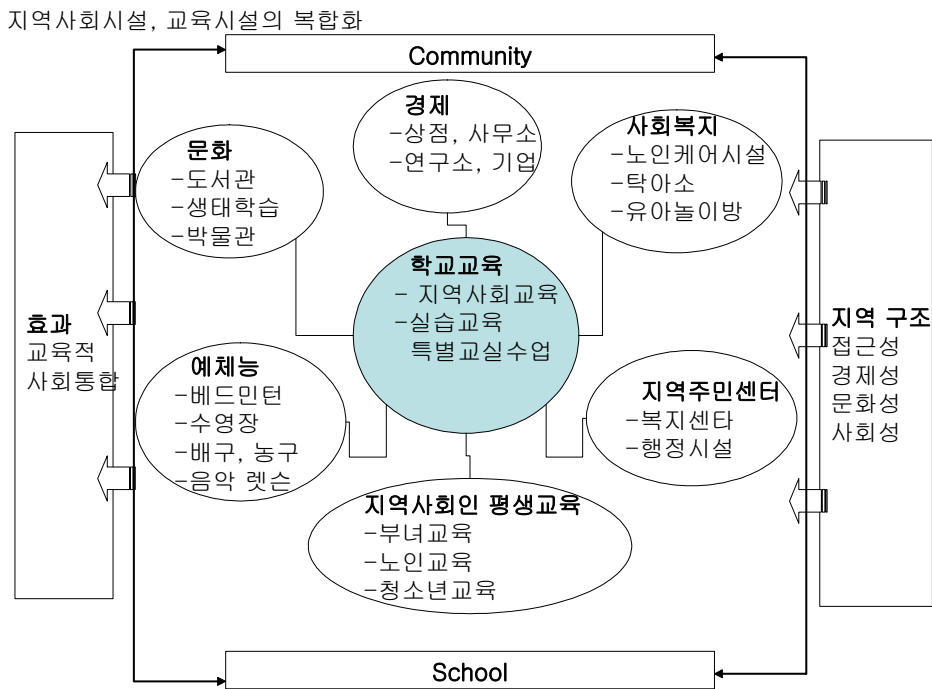 지역사회시설, 교육시설의 복합화
Community
경제
-상점, 사무소
-연구소, 기업
사회복지
-노인케어시설
-탁아소
-유아놀이방
문화
-도서관
-생태학습
-박물관
학교교육
- 지역사회교육
-실습교육
특별교실수업
효과
교육적
사회통합
지역 구조
접근성
경제성
문화성
사회성
예체능
-베드민턴
-수영장
-배구, 농구
-음악 렛슨
지역주민센터
-복지센타
-행정시설
지역사회인 평생교육
-부녀교육
-노인교육
-청소년교육
School